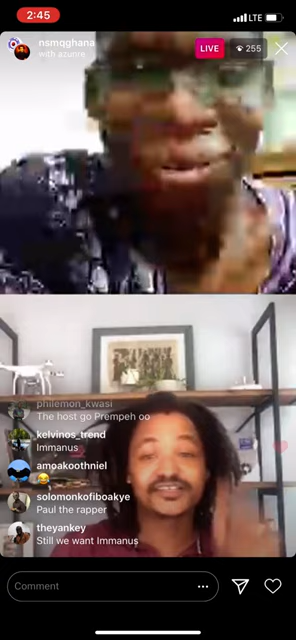 2:45
LTE
nsmqghana
with azunre
LIVE
255
philemon_kwasi
The host go Prempeh oo
kelvinos_trend
Immanus
ampakoothniel
😂
solomonkofiboakye
Paul the rapper
theyankey
Still we want Immanus
Comment